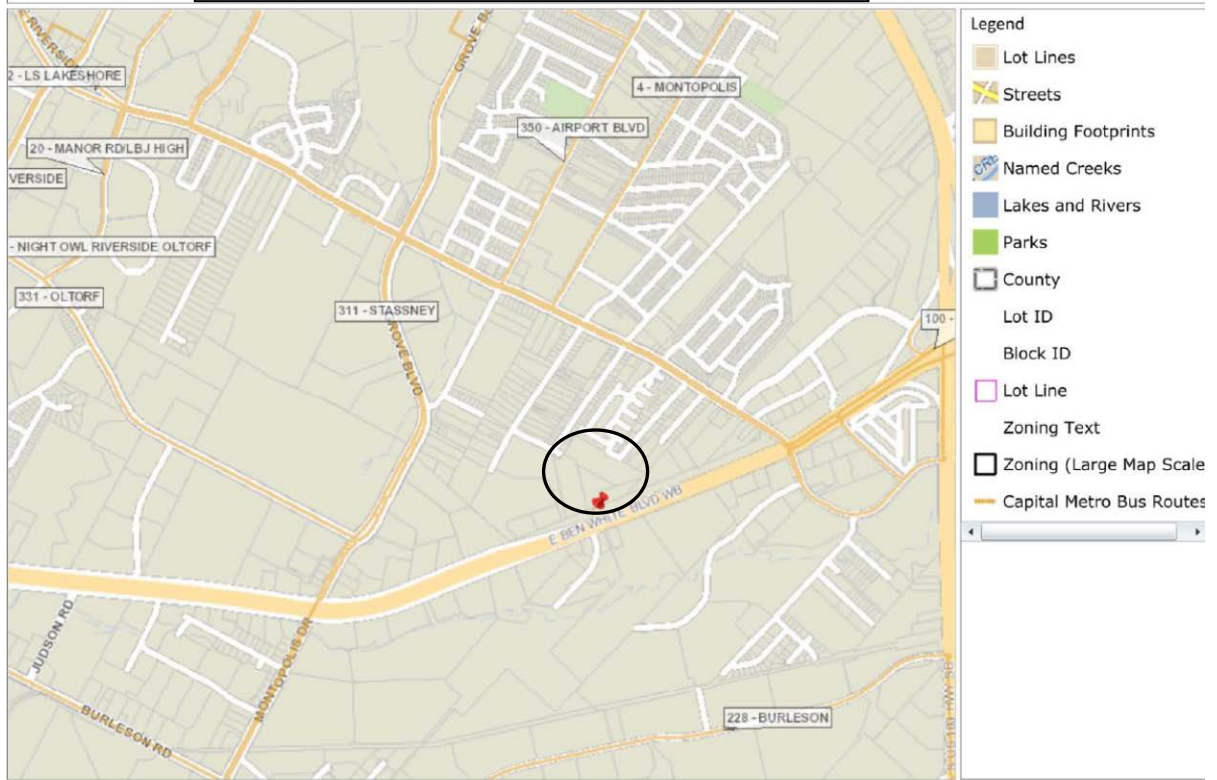 E RIVERSIDE
GROVE BL
2 - LS LAKESHORE
4 - MONTOPOLIS
350 - AIRPORT BLVD
20 - MANOR RD/LBJ HIGH
VERSIDE
- NIGHT OWL RIVERSIDE OLTORF
331 - OLTORF
311 - STASSNEY
100 -
ROVE BLVD
E BEN WHITE BLVD WB
JUDSON RD
MONTOPOLIS DR
BURLESON RD
228 - BURLESON
Legend
Lot Lines
Streets
Building Footprints
CRK
Named Creeks
Lakes and Rivers
Parks
County
Lot ID
Block ID
Lot Line
Zoning Text
Zoning (Large Map Scale
Capital Metro Bus Routes